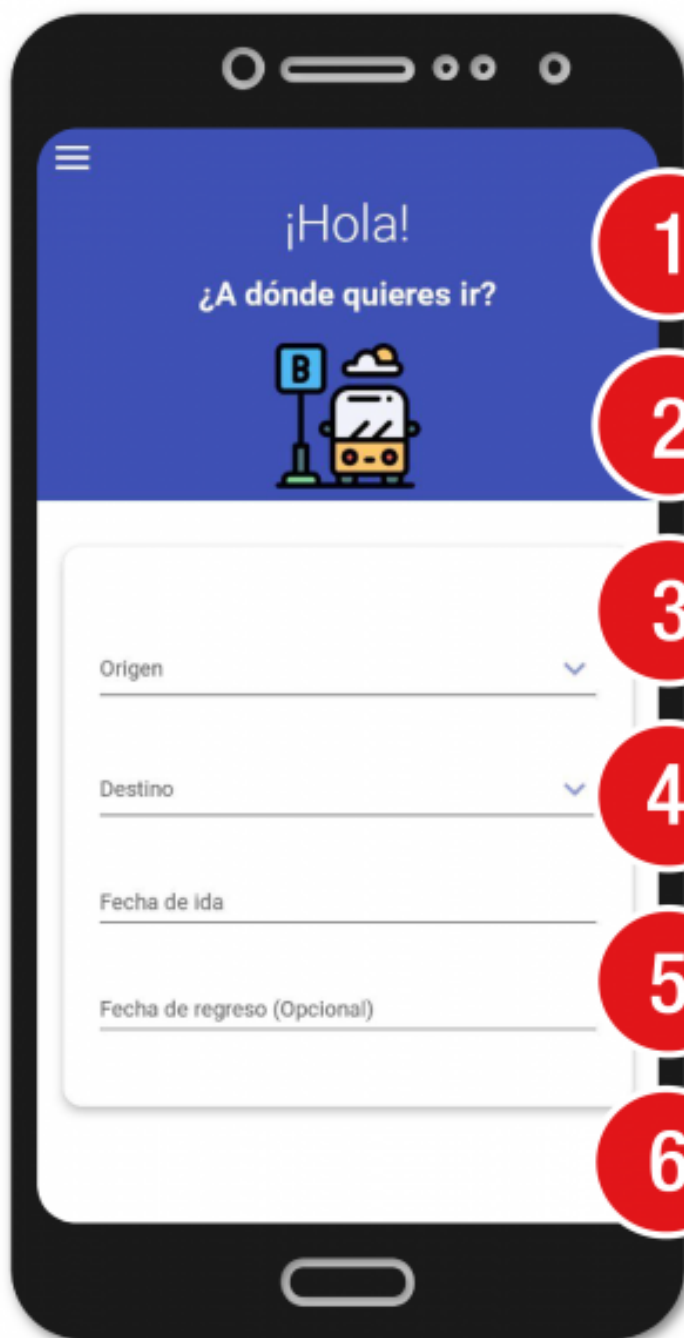 ¡Hola!
1
¿A dónde quieres ir?
B
2
3
Origen
Destino
4
Fecha de ida
5
Fecha de regreso (Opcional)
6